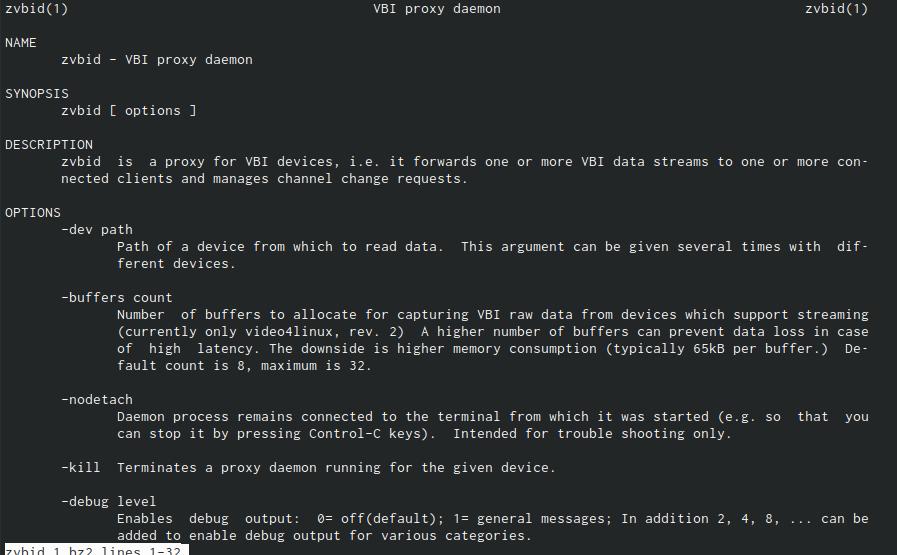 zvbid(1) VBI proxy daemon zvbid(1)
NAME
zvbid - VBI proxy daemon
SYNOPSIS
zvbid [ options ]
DESCRIPTION
zvbid is a proxy for VBI devices, i.e. it forwards one or more VBI data streams to one or more con-
nected clients and manages channel change requests.
OPTIONS
-dev path
Path of a device from which to read data. This argument can be given several times with dif-
ferent devices.
-buffers count
Number of buffers to allocate for capturing VBI raw data from devices which support streaming
(currently only video4linux, rev. 2) A higher number of buffers can prevent data loss in case
of high latency. The downside is higher memory consumption (typically 65kB per buffer.) De-
fault count is 8, maximum is 32.
-nodetach
Daemon process remains connected to the terminal from which it was started (e.g. so that you
can stop it by pressing Control-C keys). Intended for trouble shooting only.
-kill Terminates a proxy daemon running for the given device.
-debug level
Enables debug output: 0= off(default); 1= general messages; In addition 2, 4, 8, ... can be
added to enable debug output for various categories.
zvbid.1.bz2 lines 1-32